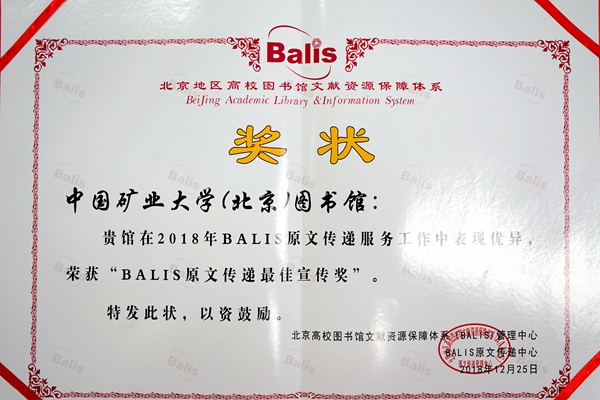 Balis
北京地区高校图书馆文献资源保障体系
BeiJing Academic Library &Information System
奖状
中国矿业大学(北京)图书馆：
贵馆在2018年BALIS原文传递服务工作中表现优异，
荣获“BALIS原文传递最佳宣传奖”。
特发此状，以资鼓励。
北京高校图书馆文献资源保障体系(BALIS)管理中心
BALIS原文传递中心
2018年12月25日